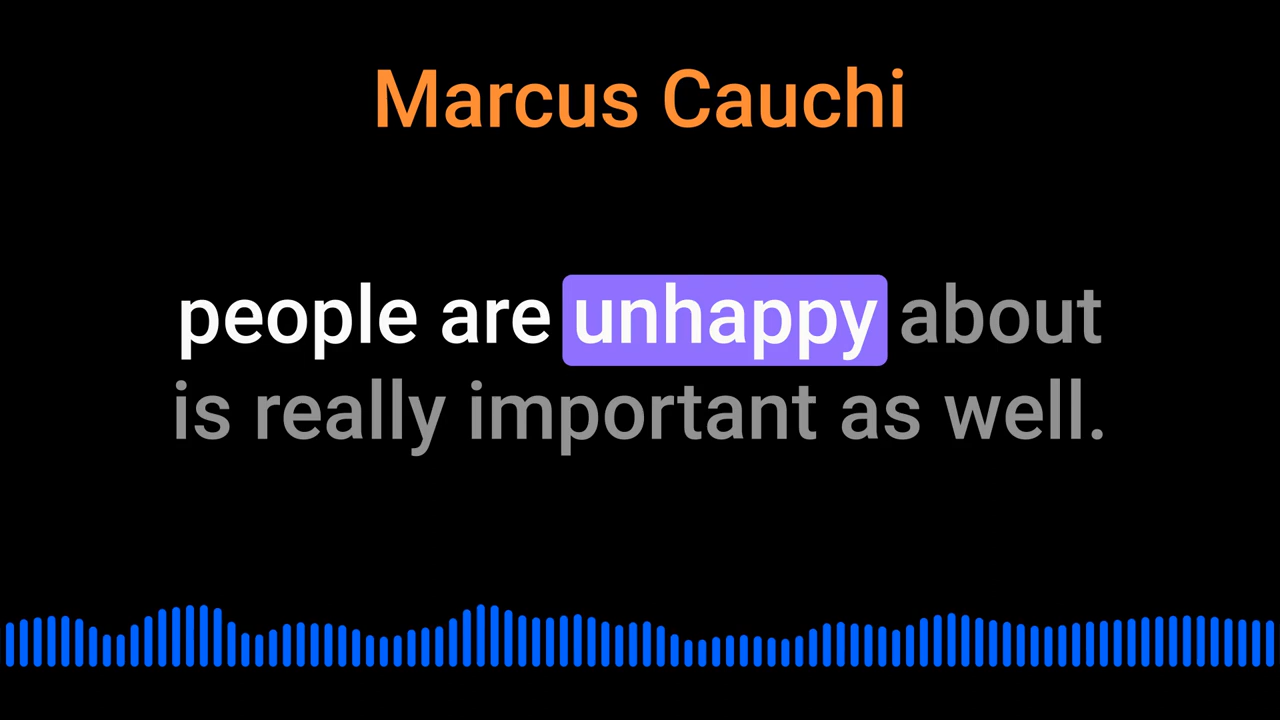 Marcus Cauchi
people are unhappy about
is really important as well.